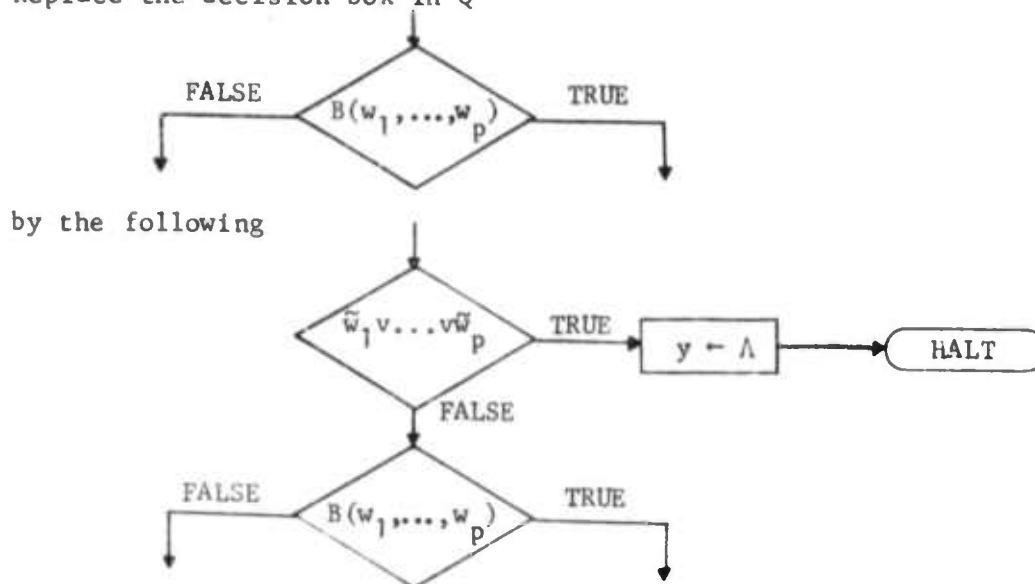 Replace the decision box in Q
FALSE
TRUE
B(w₁,...,wₚ)
by the following
w̃₁v...vw̃ₚ
TRUE
y ← Λ
HALT
FALSE
FALSE
TRUE
B(w₁,...,wₚ)